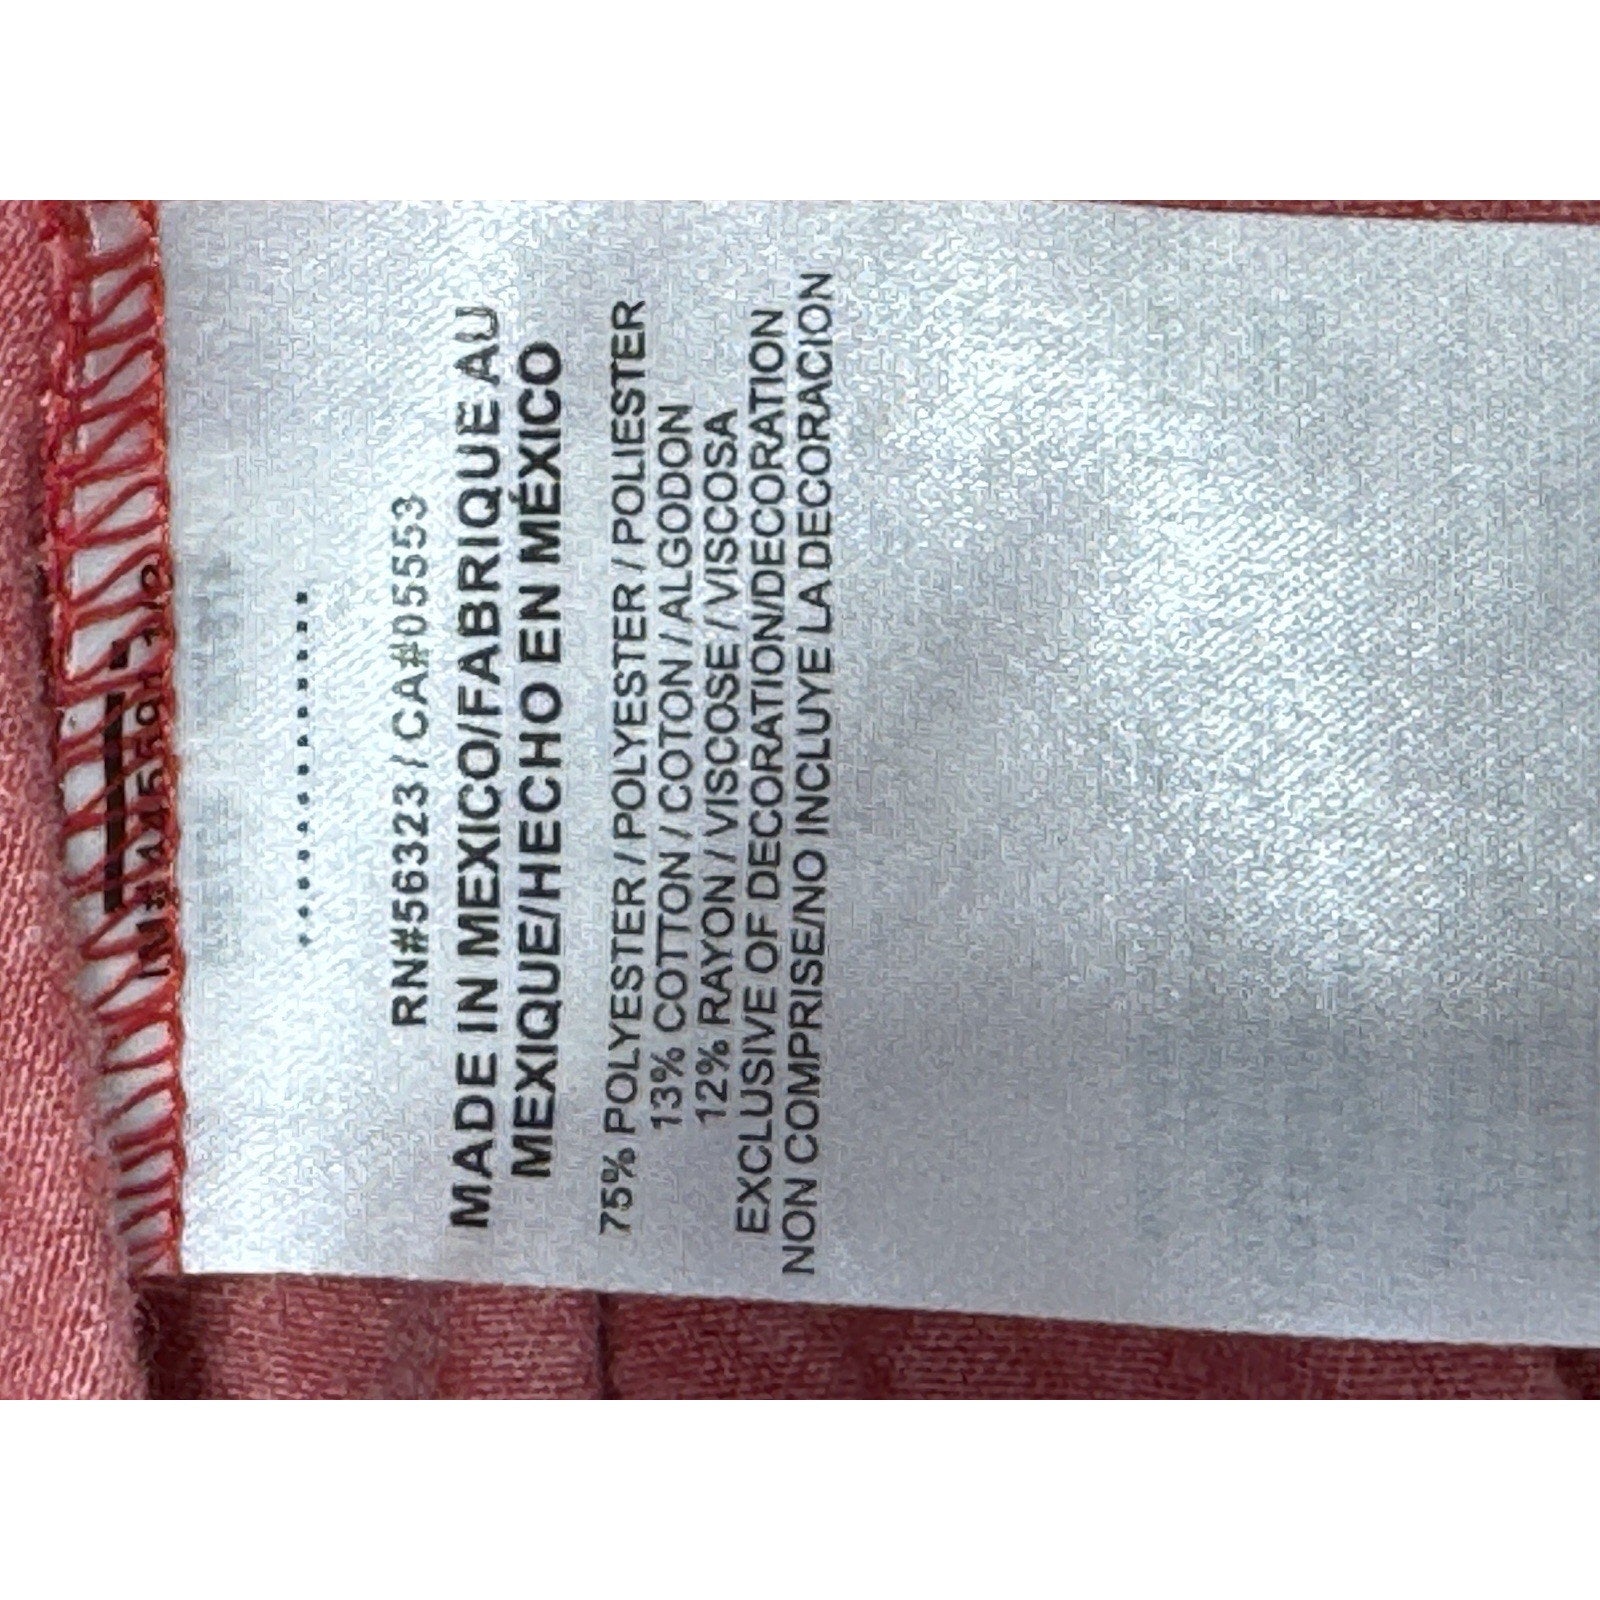 RN#56323 / CA#05553
MADE IN MEXICO/FABRIQUE AU
MEXIQUE/HECHO EN MÉXICO
75% POLYESTER / POLYESTER / POLIESTER
13% COTTON / COTON / ALGODON
12% RAYON / VISCOSE / VISCOSA
EXCLUSIVE OF DECORATION/DECORATION
NON COMPRISE/NO INCLUYE LA DECORACION